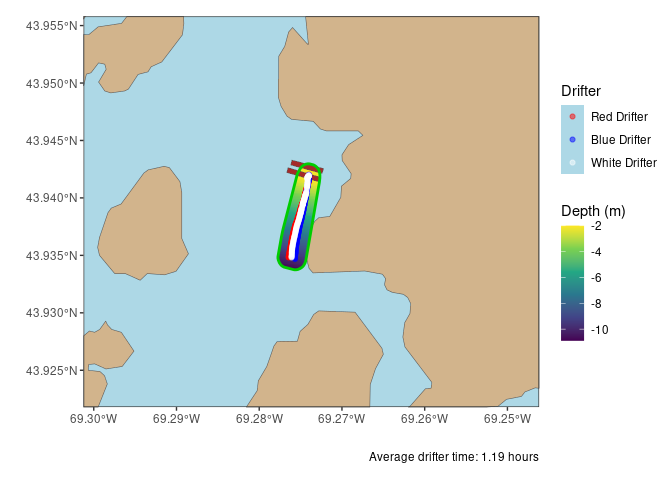 43.955°N
43.950°N
43.945°N
43.940°N
43.935°N
43.930°N
43.925°N
69.30°W
69.29°W
69.28°W
69.27°W
69.26°W
69.25°W
Drifter
Red Drifter
Blue Drifter
White Drifter
Depth (m)
-2
-4
-6
-8
-10
Average drifter time: 1.19 hours